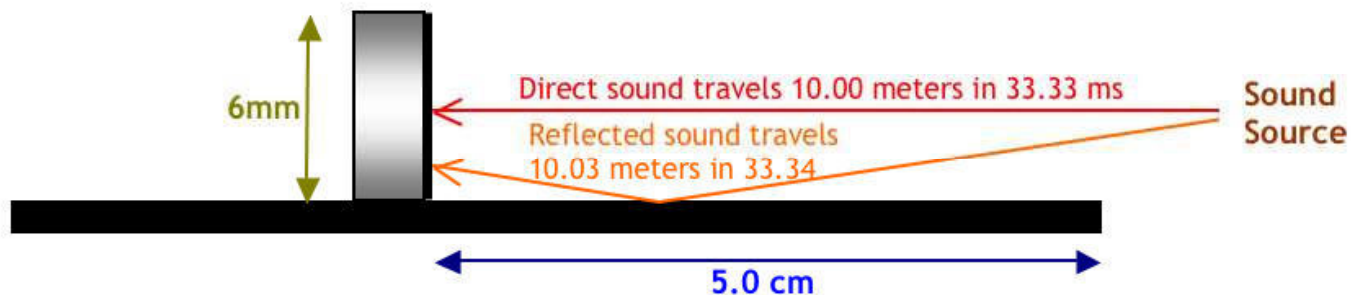 Direct sound travels 10.00 meters in 33.33 ms
Sound
Source
6mm
Reflected sound travels
10.03 meters in 33.34
5.0 cm